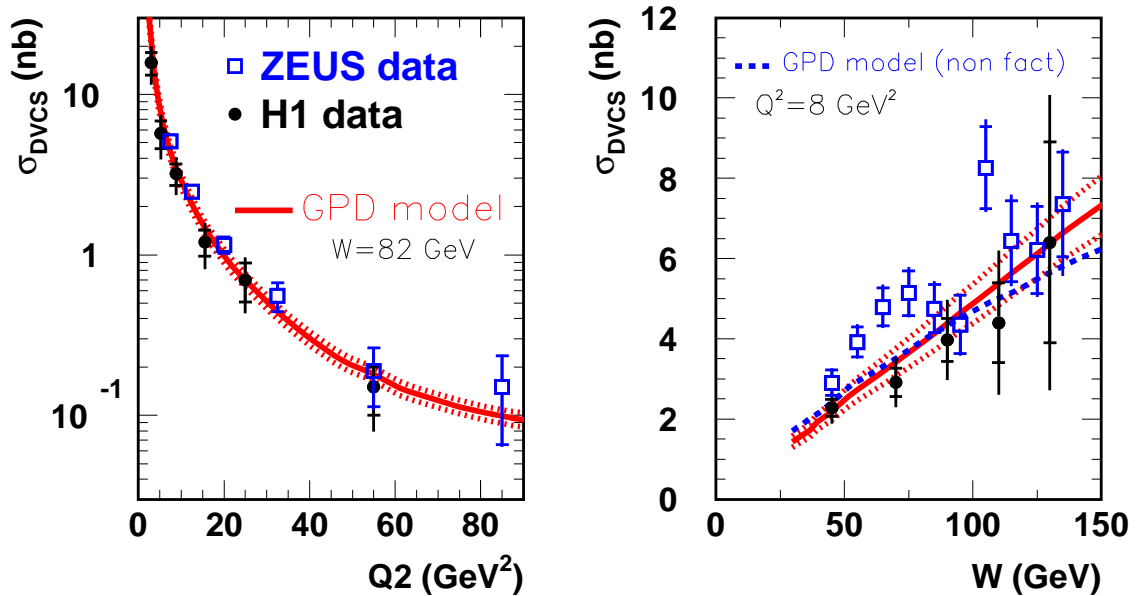 σDVCS (nb)
10
1
10⁻¹
ZEUS data
H1 data
GPD model
W=82 GeV
0 20 40 60 80
Q2 (GeV²)
σDVCS (nb)
12
10
8
6
4
2
0
GPD model (non fact)
Q²=8 GeV²
0 50 100 150
W (GeV)